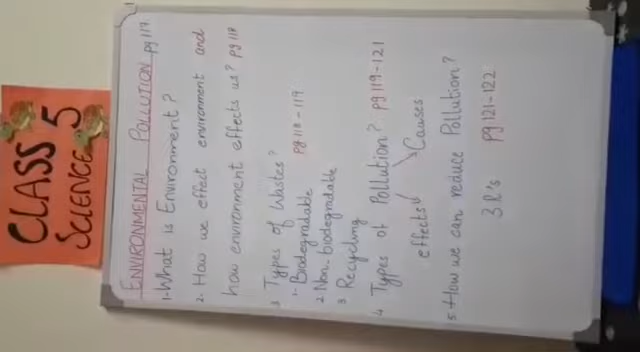 CLASS 5
SCIENCE
ENVIRONMENTAL POLLUTION pg 117
1. What is Environment?
2. How we effect environment and
how environment effects us? pg 118
3 Types of Wastes?
1- Biodegradable pg 118-119
2 Non-biodegradable
3 Recycling
4 Types of Pollution? pg 119-121
effects Causes
5 How we can reduce Pollution?
3 R's pg 121-122